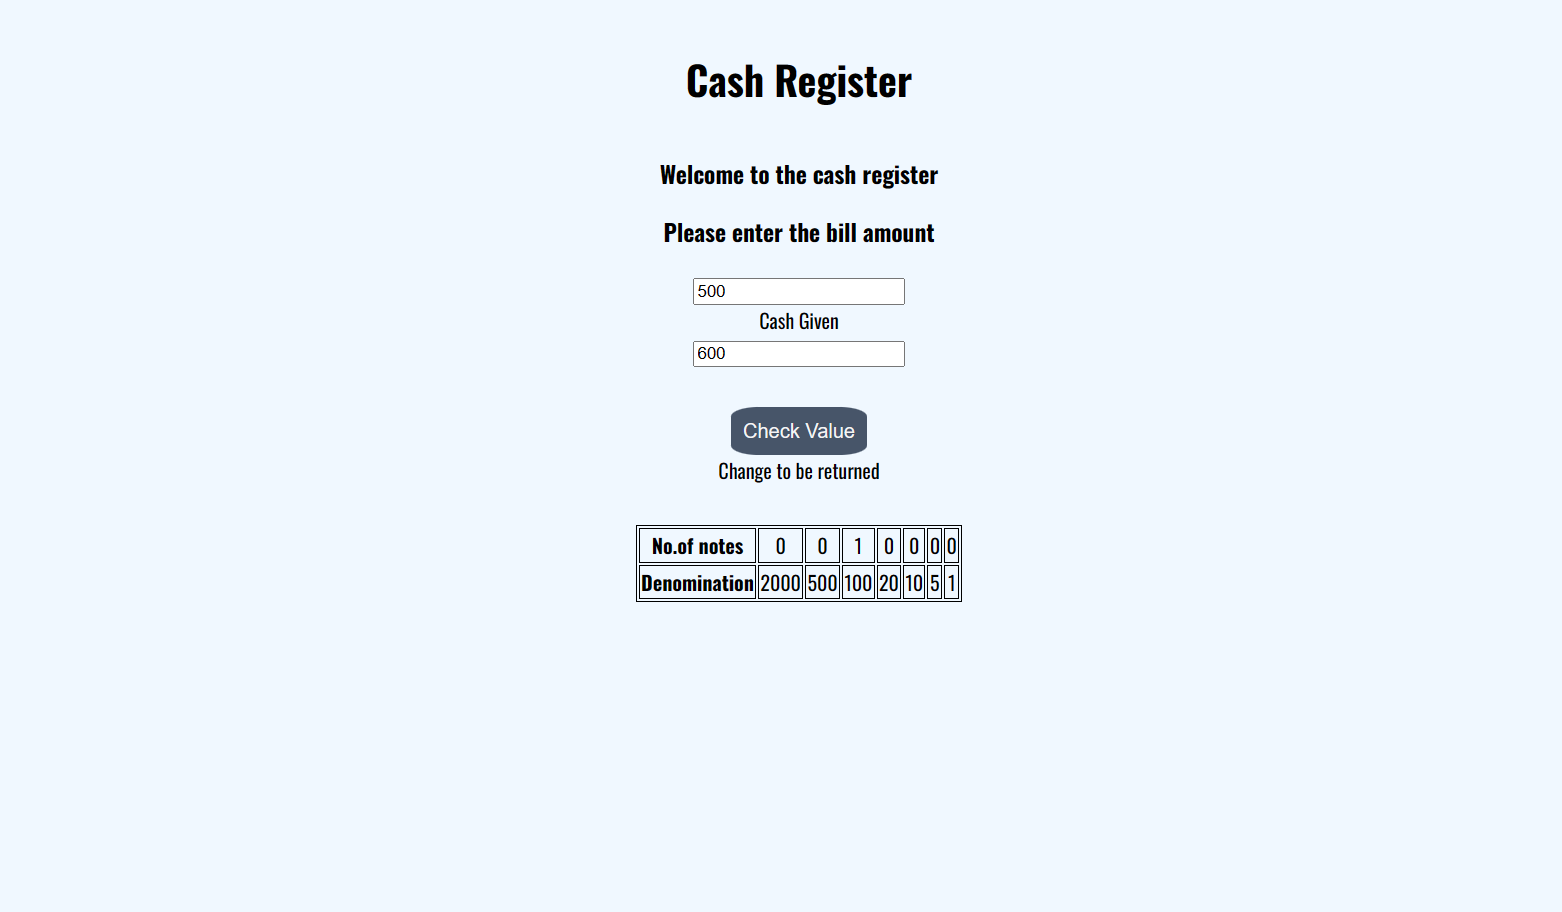 Cash Register
Welcome to the cash register
Please enter the bill amount
500
Cash Given
600
Check Value
Change to be returned
No.of notes 0 0 1 0 0 0 0
Denomination 2000 500 100 20 10 5 1